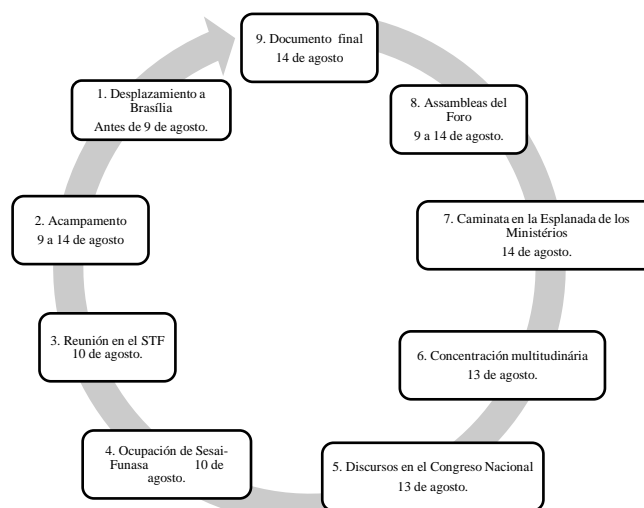 9. Documento final
14 de agosto
1. Desplazamiento a
Brasília
Antes de 9 de agosto.
8. Assambleas del
Foro
9 a 14 de agosto.
2. Acampamento
9 a 14 de agosto
7. Caminata en la Esplanada de los
Ministérios
14 de agosto.
3. Reunión en el STF
10 de agosto.
6. Concentración multitudinária
13 de agosto.
4. Ocupación de Sesai-
Funasa 10 de
agosto.
5. Discursos en el Congreso Nacional
13 de agosto.